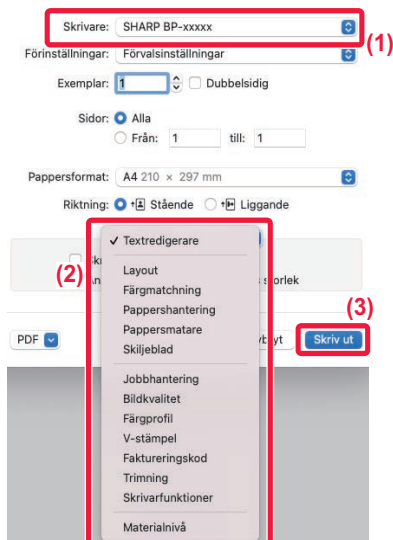 Skrivare: SHARP BP-xxxxx
(1)
Förinställningar: Förvalsinställningar
Exemplar: 1 Dubbelsidig
Sidor: Alla
Från: 1 till: 1
Pappersformat: A4 210 × 297 mm
Riktning: Stående Liggande
✓ Textredigerare
(2)
Layout
Färgmatchning
Pappershantering
(3)
Pappersmatare
PDF Skriv ut
Skiljeblad
Jobbhantering
Bildkvalitet
Färgprofil
V-stämpel
Faktureringskod
Trimning
Skrivarfunktioner
Materialnivå